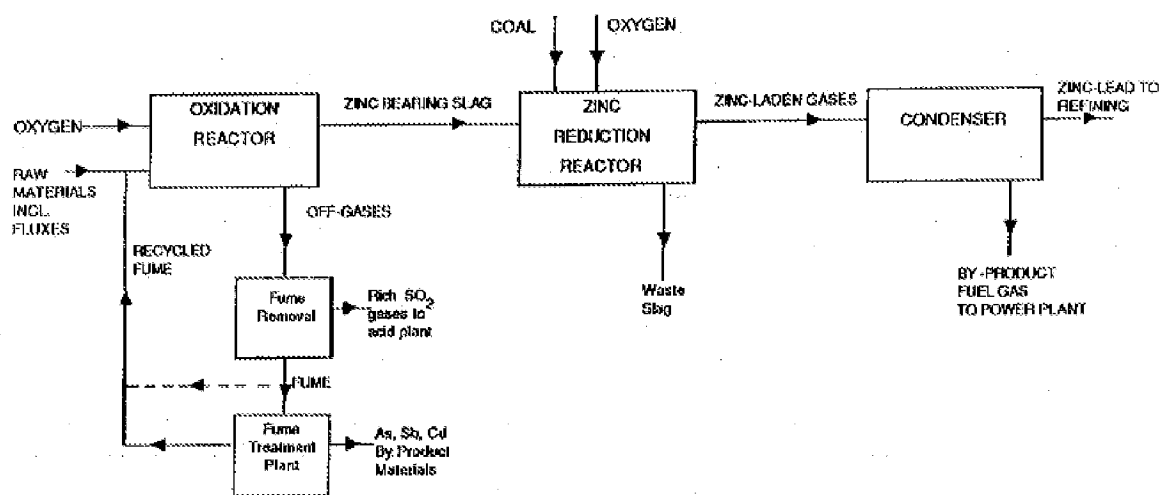 COAL
OXYGEN
OXIDATION
REACTOR
ZINC BEARING SLAG
ZINC
REDUCTION
REACTOR
ZINC-LADEN GASES
CONDENSER
ZINC-LEAD TO
REFINING
OXYGEN
RAW
MATERIALS
INCL.
FLUXES
OFF-GASES
RECYCLED
FUME
Fume
Removal
Rich SO2
gases to
acid plant
Waste
Slag
BY-PRODUCT
FUEL GAS
TO POWER PLANT
FUME
Fume
Treatment
Plant
As, Sb, Cd
By Product
Materials